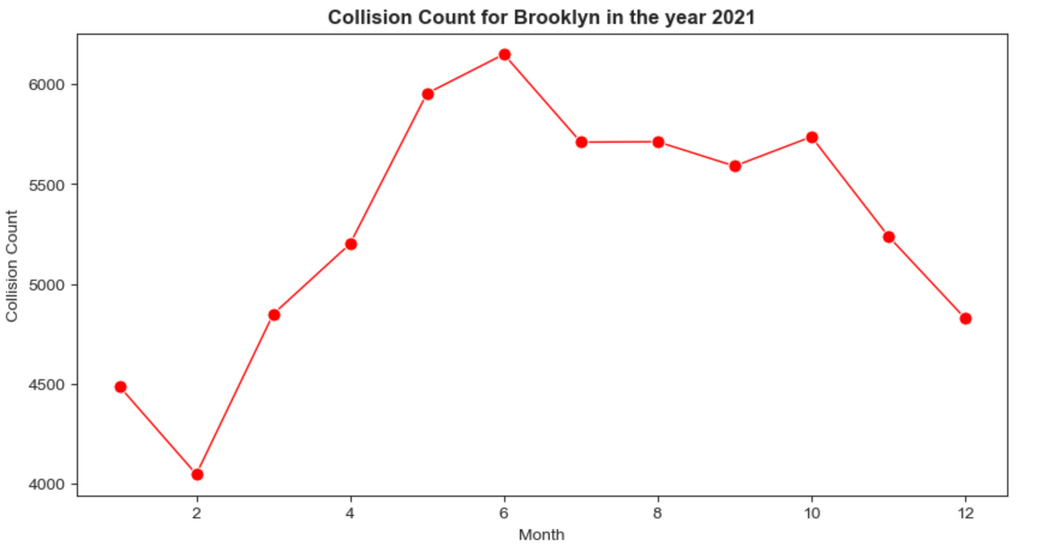 Collision Count for Brooklyn in the year 2021
6000
5500
5000
4500
4000
Collision Count
2 4 6 8 10 12
Month